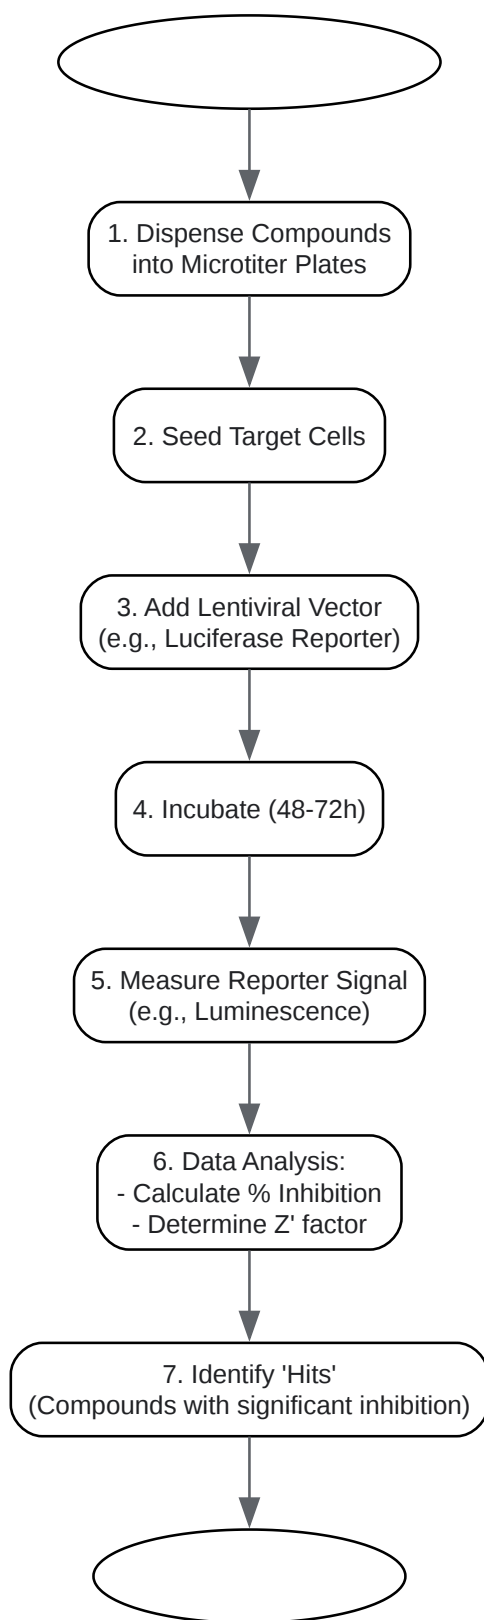 1. Dispense Compounds
into Microtiter Plates
2. Seed Target Cells
3. Add Lentiviral Vector
(e.g., Luciferase Reporter)
4. Incubate (48-72h)
5. Measure Reporter Signal
(e.g., Luminescence)
6. Data Analysis:
- Calculate % Inhibition
- Determine Z' factor
7. Identify 'Hits'
(Compounds with significant inhibition)